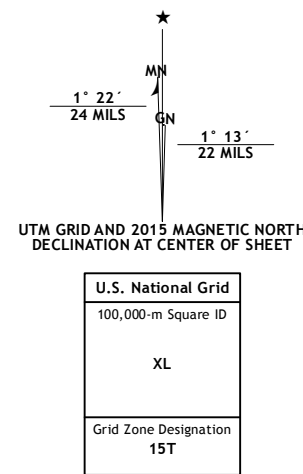 ★
MN
1° 22´
24 MILS
GN
1° 13´
22 MILS
UTM GRID AND 2015 MAGNETIC NORTH
DECLINATION AT CENTER OF SHEET
U.S. National Grid
100,000-m Square ID
XL
Grid Zone Designation
15T